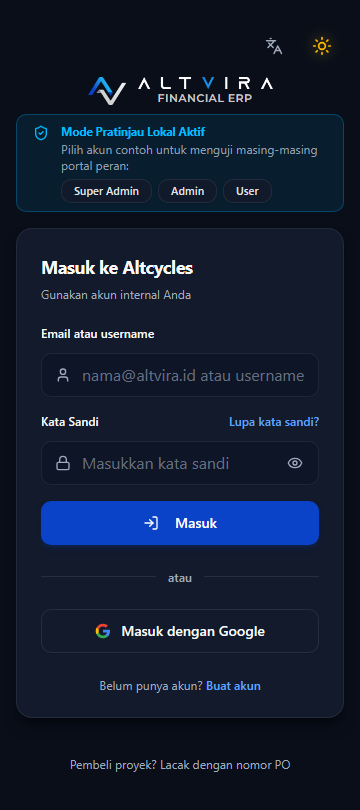 ALTVIRA
FINANCIAL ERP
Mode Pratinjau Lokal Aktif
Pilih akun contoh untuk menguji masing-masing
portal peran:
Super Admin Admin User
Masuk ke Altcycles
Gunakan akun internal Anda
Email atau username
nama@altvira.id atau username
Kata Sandi Lupa kata sandi?
Masukkan kata sandi
Masuk
atau
Masuk dengan Google
Belum punya akun? Buat akun
Pembeli proyek? Lacak dengan nomor PO